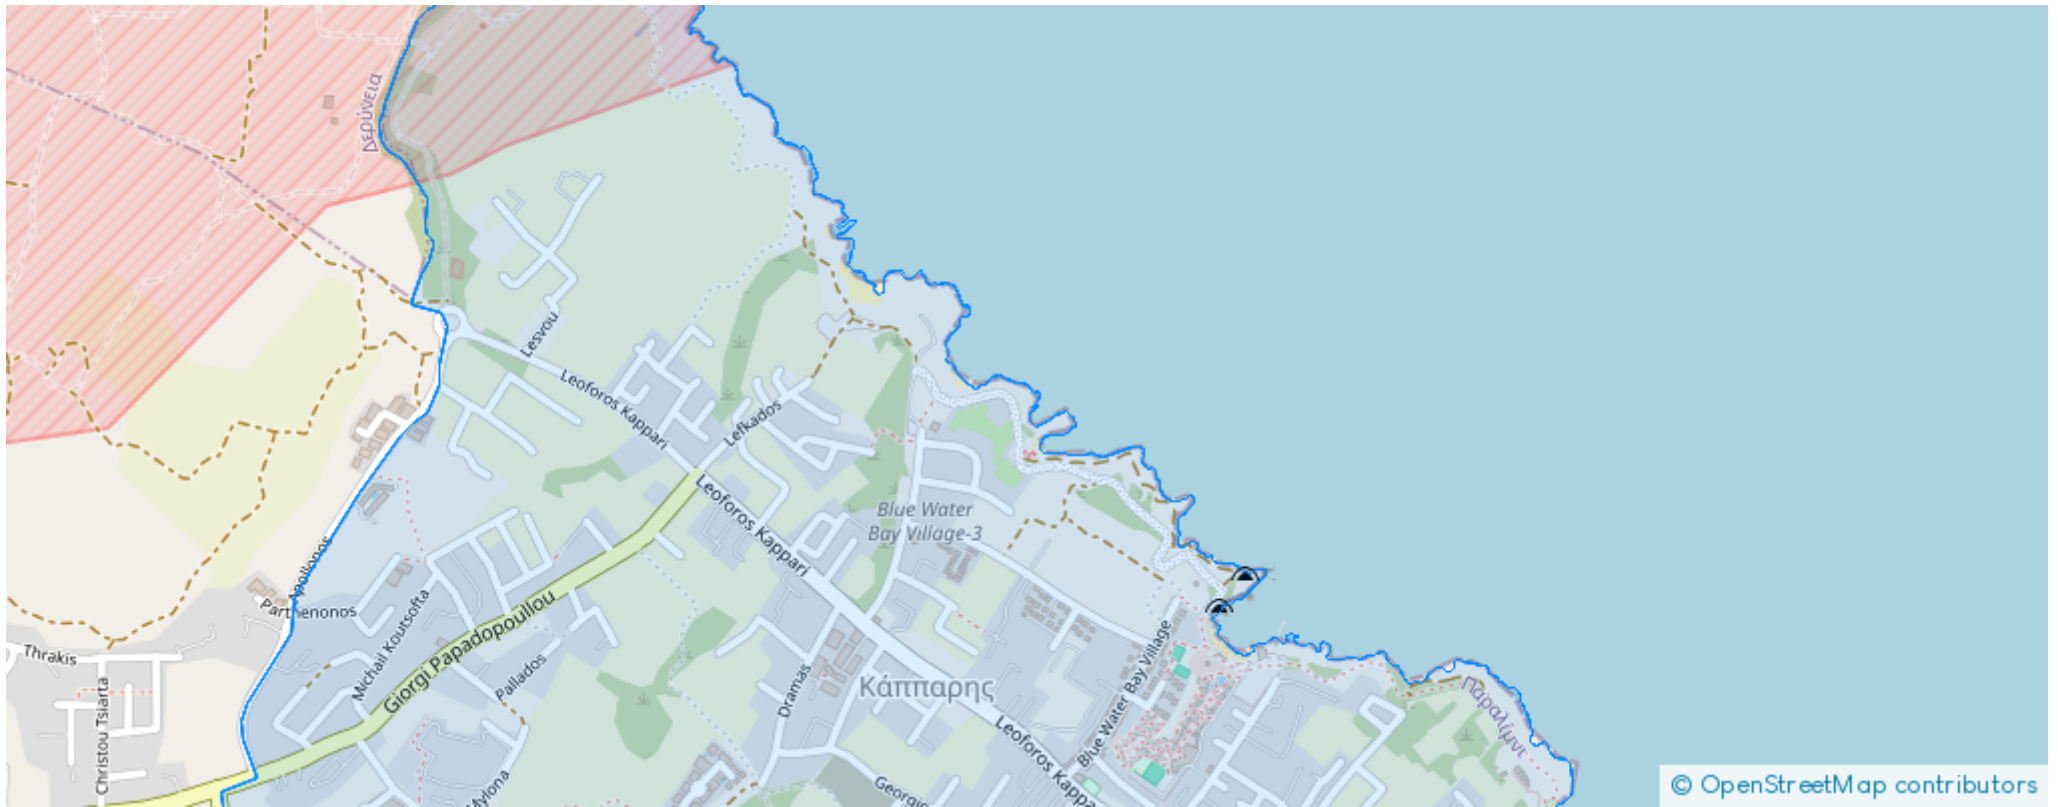 Δερύνεια
Lesvou
Leoforos Kappari
Lefkados
Leoforos Kappari
Blue Water
Bay Village-3
Apollonos
Parthenonos
Michail Koutsofta
Giorgi Papadopoullou
Pallados
Thrakis
Christou Tsiarta
Dramas
Κάππαρης
Blue Water Bay Village
Παραλίμνι
Leoforos Kappa
Mylona
Georgio
© OpenStreetMap contributors